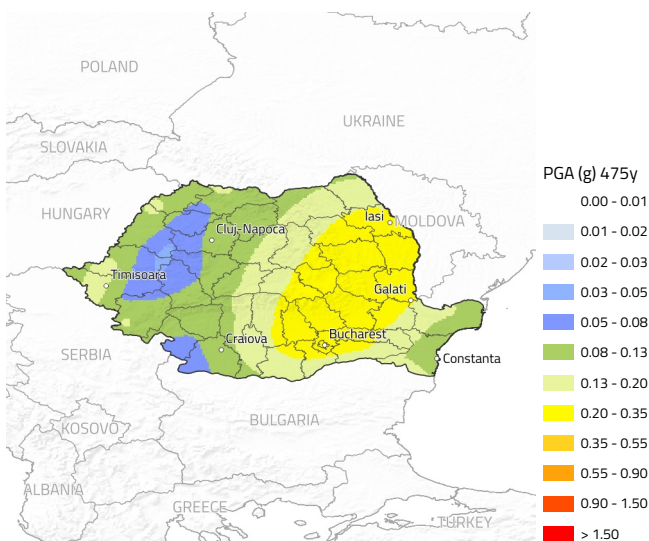 POLAND
UKRAINE
SLOVAKIA
HUNGARY
MOLDOVA
Iasi
Cluj-Napoca
Timisoara
Galati
Bucharest
Craiova
Constanta
SERBIA
BULGARIA
KOSOVO
ALBANIA
GREECE
TURKEY
PGA (g) 475y
0.00 - 0.01
0.01 - 0.02
0.02 - 0.03
0.03 - 0.05
0.05 - 0.08
0.08 - 0.13
0.13 - 0.20
0.20 - 0.35
0.35 - 0.55
0.55 - 0.90
0.90 - 1.50
> 1.50